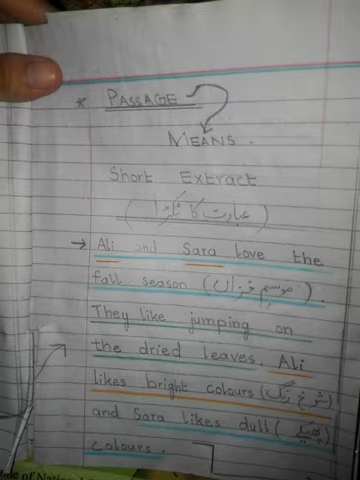 * PASSAGE
MEANS.
Short Extract
(عبارت کا ٹکڑا)
→ Ali and Sara love the
fall season (موسمِ خزاں).
They like jumping on
the dried leaves. Ali
likes bright colours (شوخ رنگ)
and Sara likes dull (پھیکے)
colours.